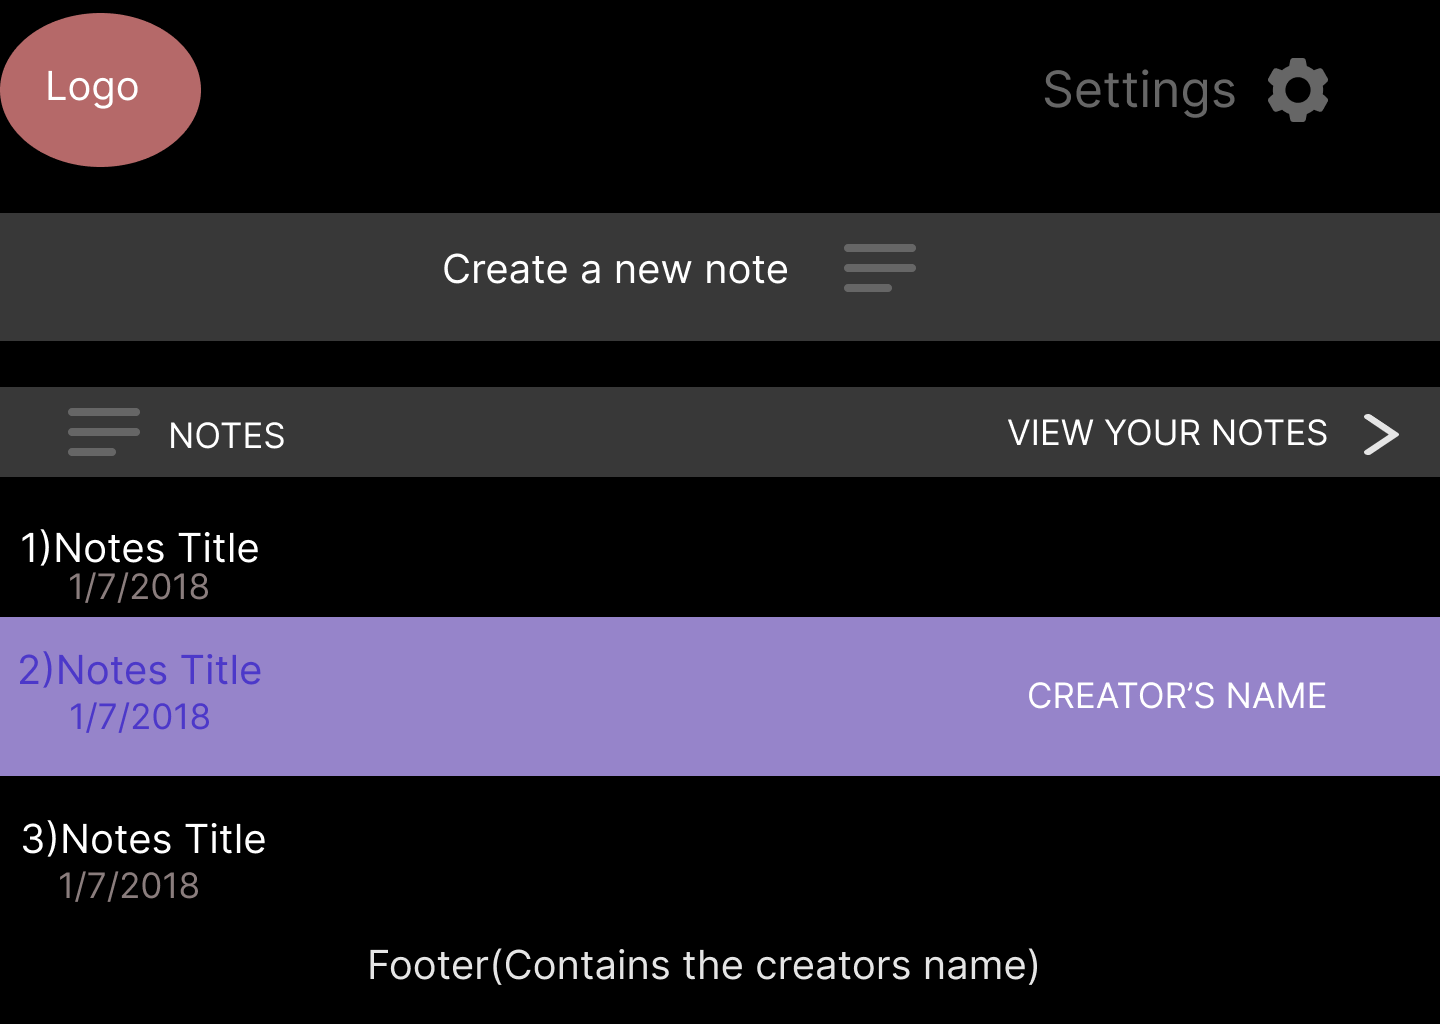 Logo
Settings
Create a new note
NOTES
VIEW YOUR NOTES
1)Notes Title
1/7/2018
2)Notes Title
1/7/2018
CREATOR’S NAME
3)Notes Title
1/7/2018
Footer(Contains the creators name)